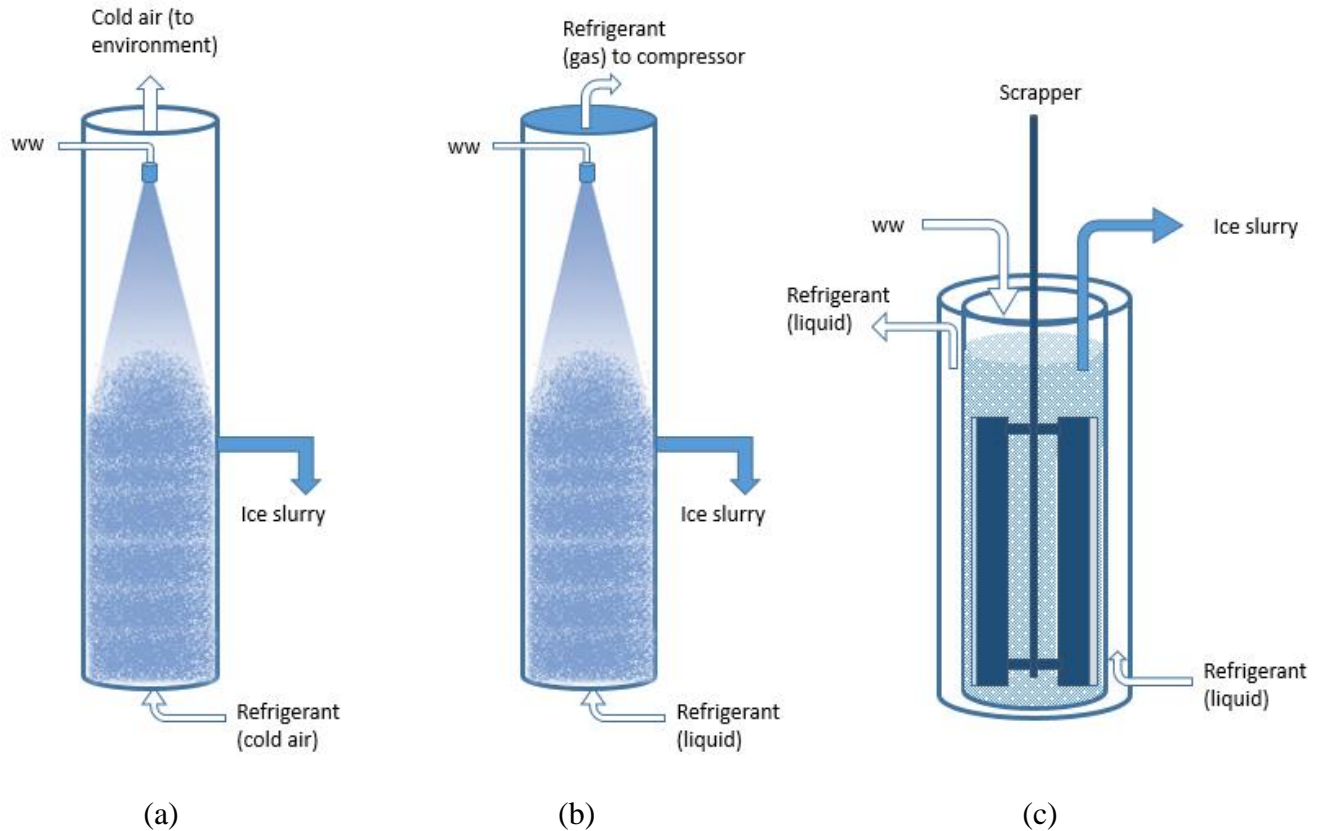 Cold air (to
environment)
ww
Ice slurry
Refrigerant
(cold air)
(a)
Refrigerant
(gas) to compressor
ww
Ice slurry
Refrigerant
(liquid)
(b)
Scrapper
ww
Ice slurry
Refrigerant
(liquid)
Refrigerant
(liquid)
(c)